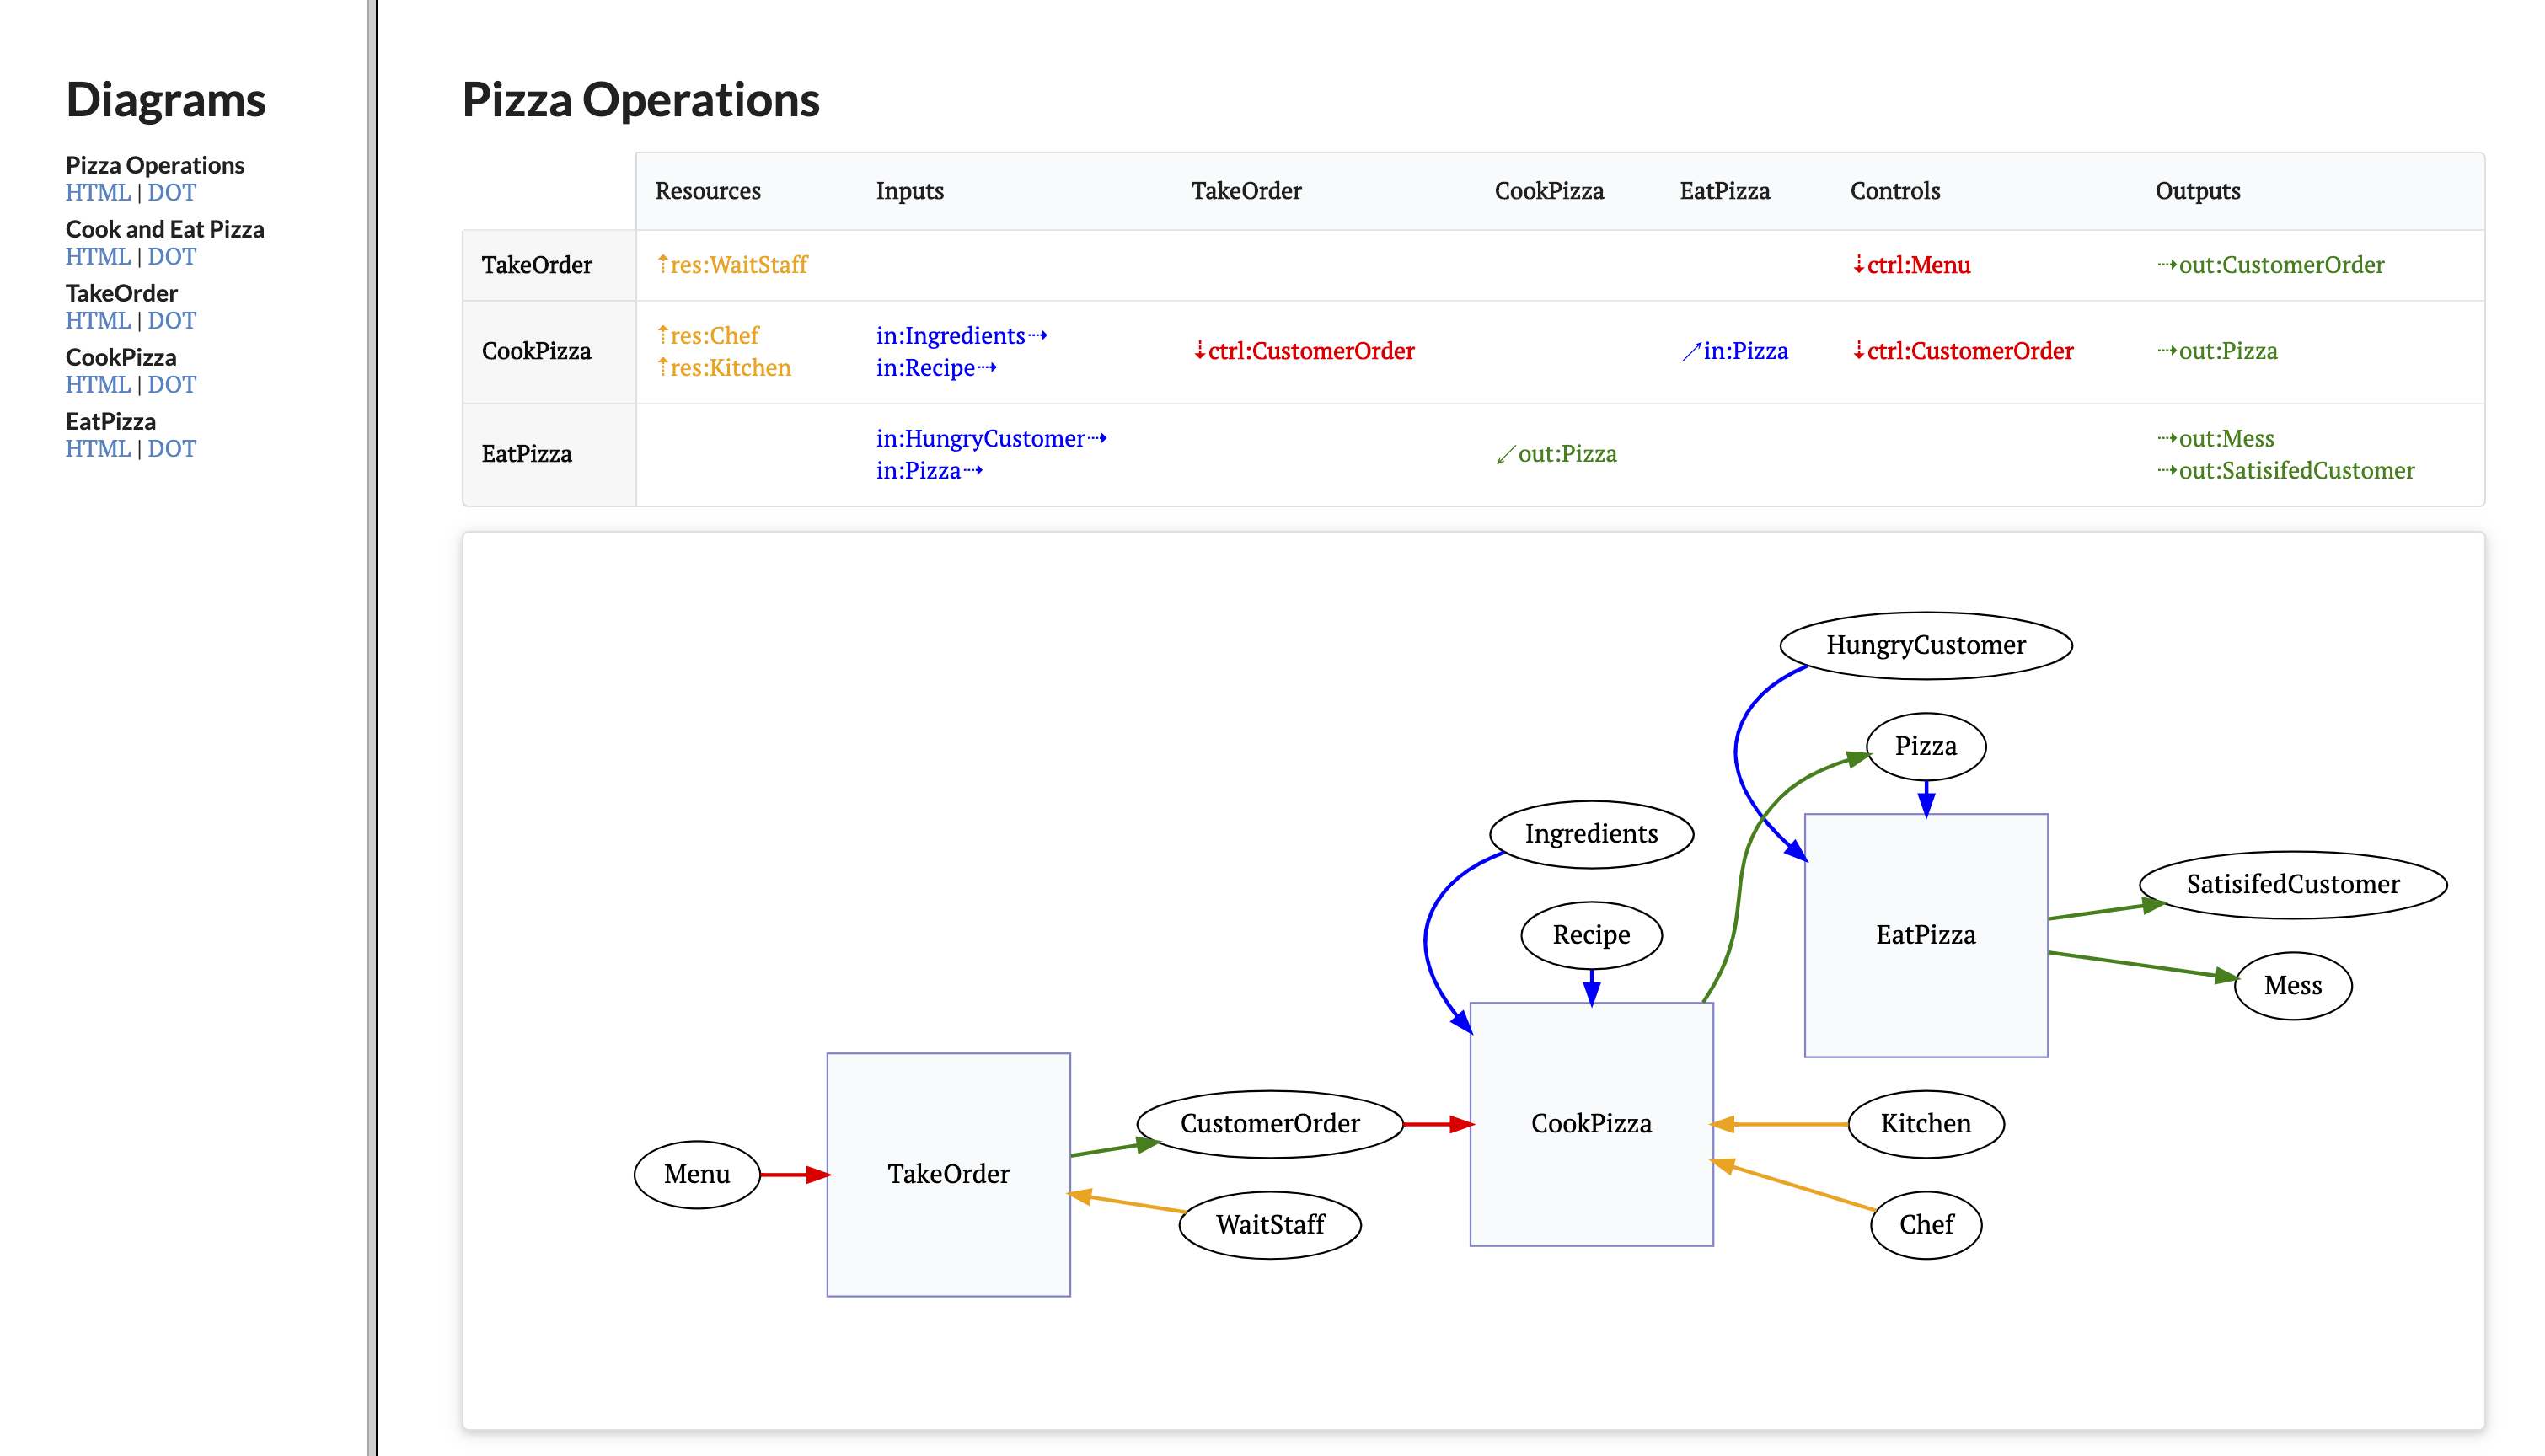 Diagrams
Pizza Operations
HTML | DOT
Cook and Eat Pizza
HTML | DOT
TakeOrder
HTML | DOT
CookPizza
HTML | DOT
EatPizza
HTML | DOT
Pizza Operations
Resources Inputs TakeOrder CookPizza EatPizza Controls Outputs
TakeOrder ⇡res:WaitStaff ⇣ctrl:Menu ⇢out:CustomerOrder
CookPizza ⇡res:Chef in:Ingredients⇢ ⇣ctrl:CustomerOrder ↗in:Pizza ⇣ctrl:CustomerOrder ⇢out:Pizza
⇡res:Kitchen in:Recipe⇢
EatPizza in:HungryCustomer⇢ ↙out:Pizza ⇢out:Mess
in:Pizza⇢ ⇢out:SatisifedCustomer
HungryCustomer
Pizza
Ingredients
SatisifedCustomer
Recipe
EatPizza
Mess
CustomerOrder
CookPizza
Kitchen
Menu
TakeOrder
WaitStaff
Chef